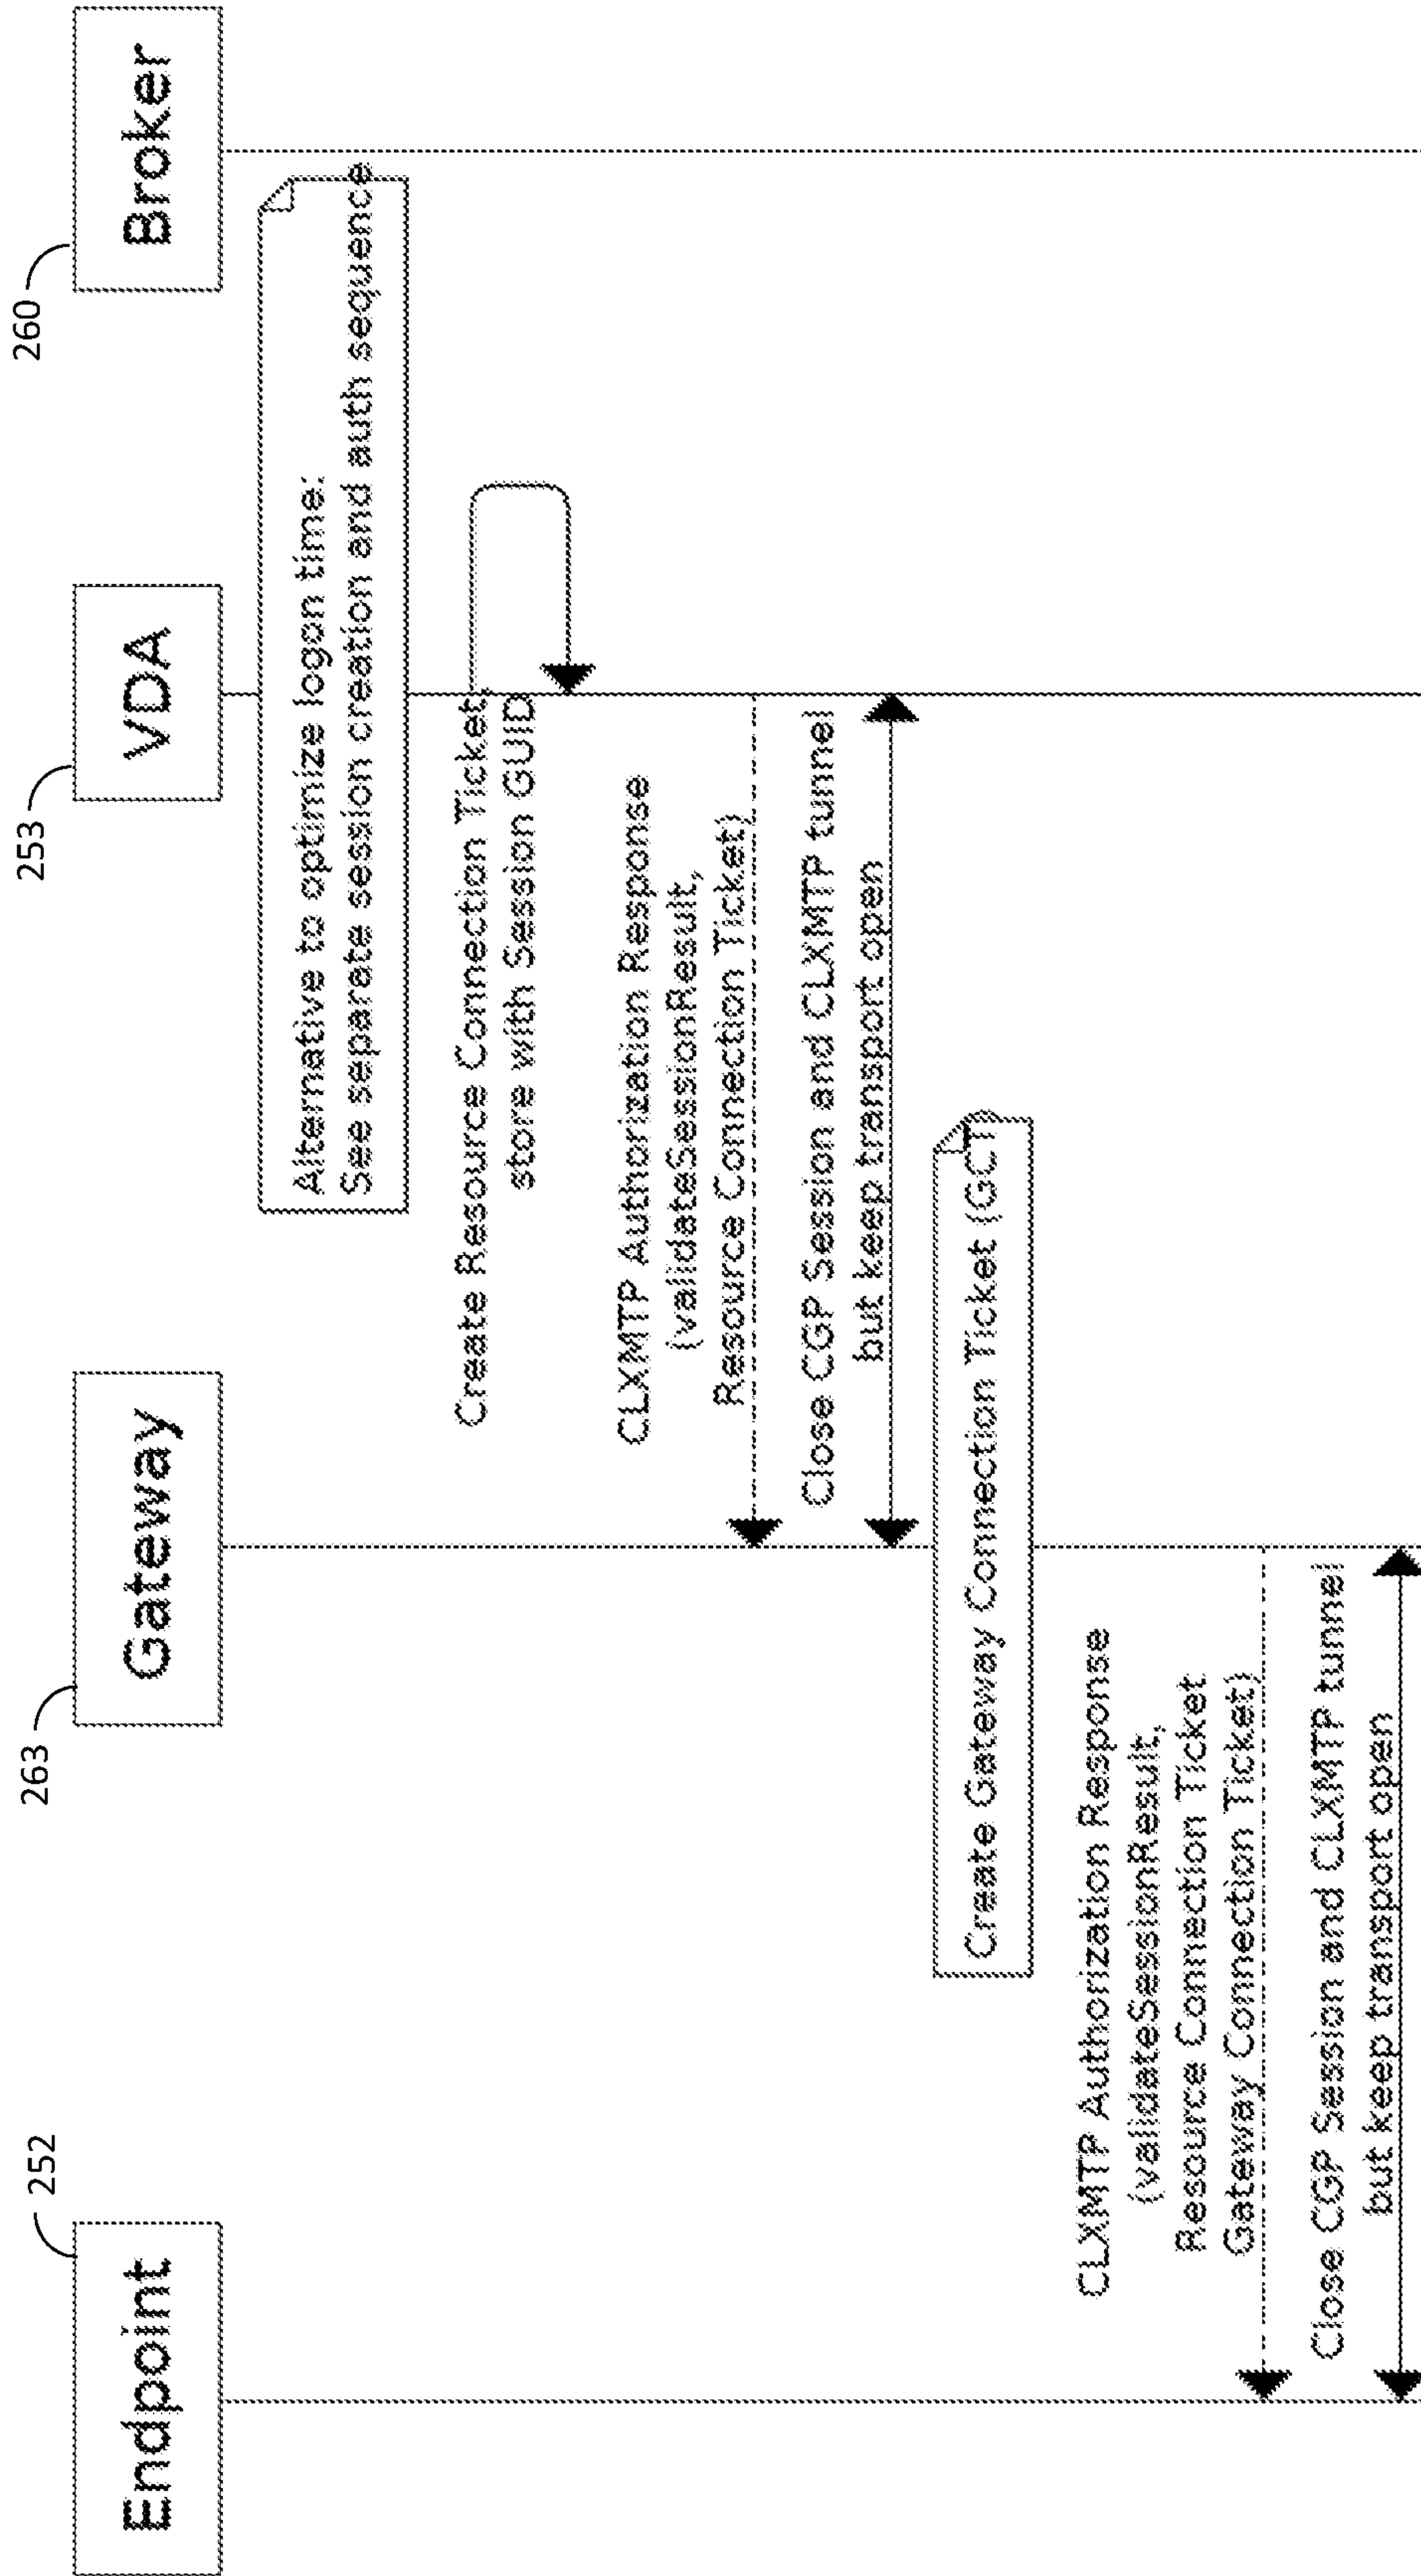 252
Endpoint
263
Gateway
253
VDA
260
Broker
Alternative to optimize logon time:
See separate session creation and auth sequence
Create Resource Connection Ticket,
store with Session GUID
CLXMTP Authorization Response
(validateSessionResult,
Resource Connection Ticket)
Close CGP Session and CLXMTP tunnel
but keep transport open
Create Gateway Connection Ticket (GCT)
CLXMTP Authorization Response
(validateSessionResult,
Resource Connection Ticket
Gateway Connection Ticket)
Close CGP Session and CLXMTP tunnel
but keep transport open